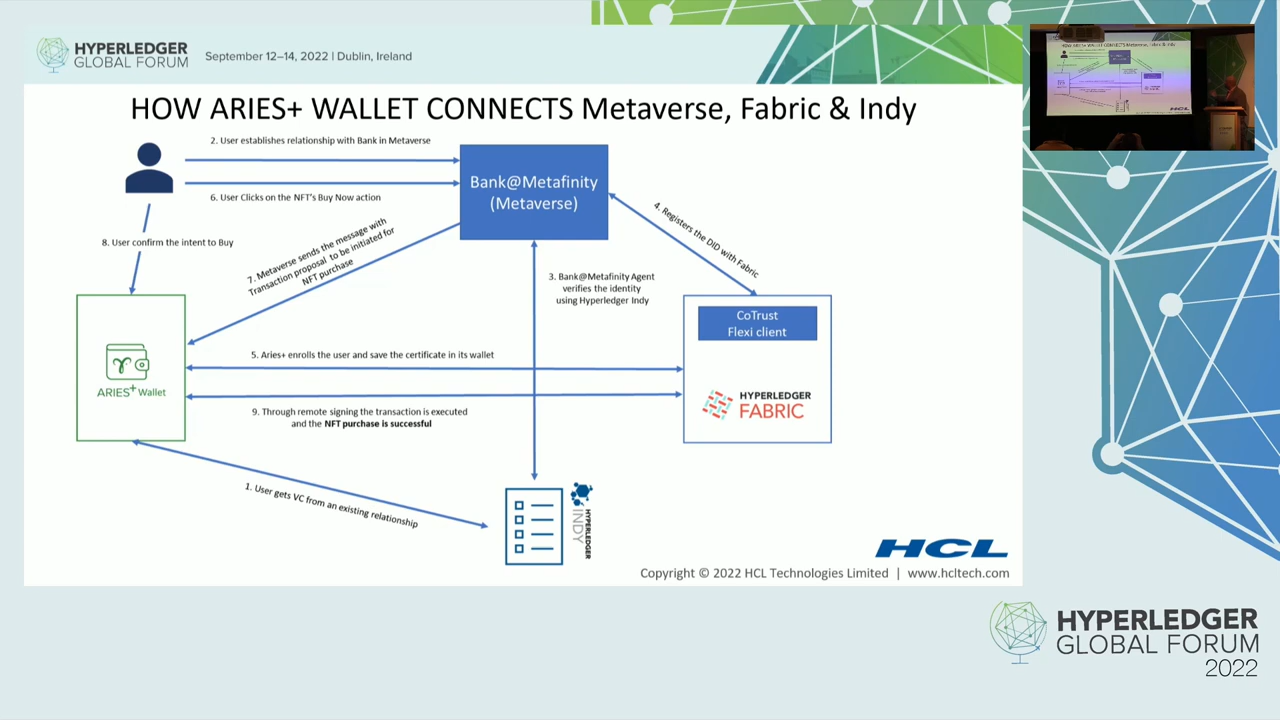 HYPERLEDGER
GLOBAL FORUM
September 12–14, 2022 | Dublin, Ireland
HOW ARIES+ WALLET CONNECTS Metaverse, Fabric & Indy
2. User establishes relationship with Bank in Metaverse
6. User Clicks on the NFT's Buy Now action
Bank@Metafinity
(Metaverse)
8. User confirm the intent to Buy
7. Metaverse sends the message with
Transaction proposal to be initiated for
NFT purchase
4. Registers the DID with Fabric
3. Bank@Metafinity Agent
verifies the identity
using Hyperledger Indy
CoTrust
Flexi client
ARIES+ Wallet
5. Aries+ enrolls the user and save the certificate in its wallet
HYPERLEDGER
FABRIC
9. Through remote signing the transaction is executed
and the NFT purchase is successful
1. User gets VC from an existing relationship
HYPERLEDGER
INDY
HCL
Copyright © 2022 HCL Technologies Limited | www.hcltech.com
HYPERLEDGER
GLOBAL FORUM
2022